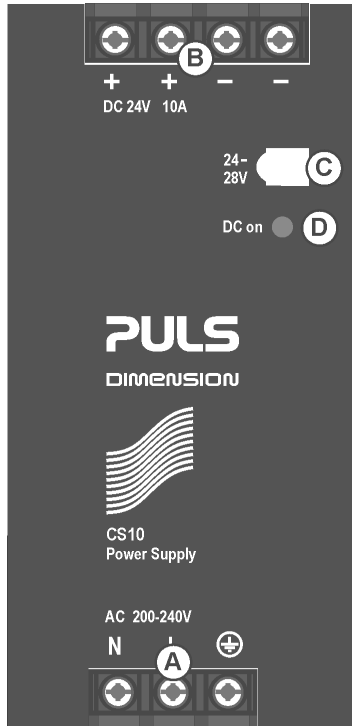 B
+ + – –
DC 24V 10A
24–
28V
C
DC on
D
PULS
DIMENSION
CS10
Power Supply
AC 200-240V
N
A